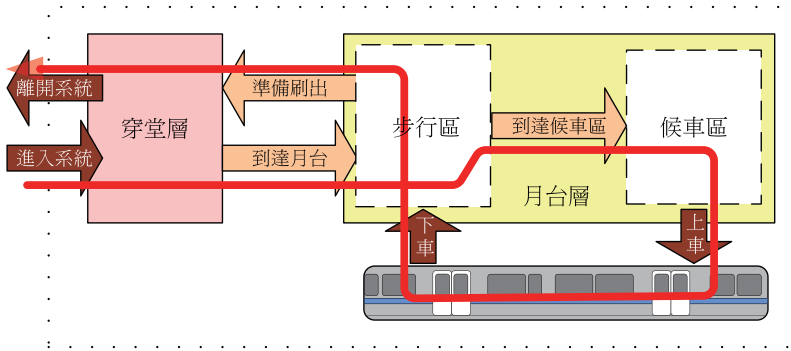 離開系統
準備刷出
穿堂層
步行區
到達候車區
候車區
進入系統
到達月台
月台層
下車
上車